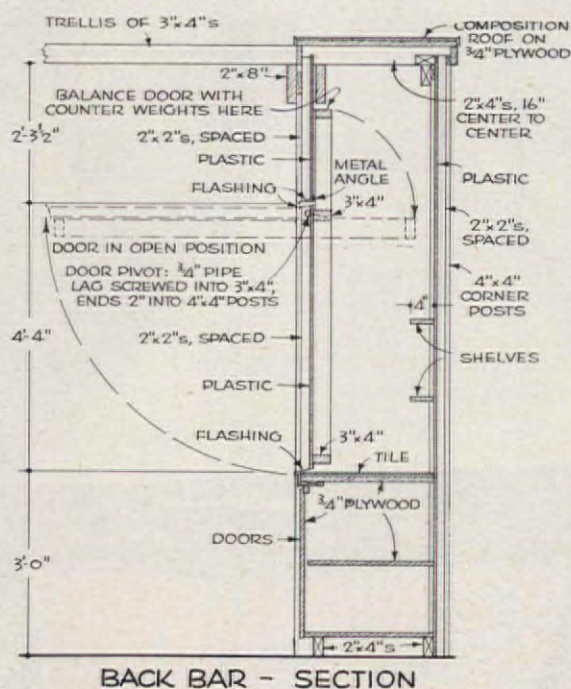 TRELLIS OF 3"x4"s
COMPOSITION
ROOF ON
3/4" PLYWOOD
2"x8"
BALANCE DOOR WITH
COUNTER WEIGHTS HERE
2"x4"s, 16"
CENTER TO
CENTER
2'-3 1/2"
2"x2"s, SPACED
PLASTIC
METAL
ANGLE
PLASTIC
FLASHING
3"x4"
2"x2"s,
SPACED
DOOR IN OPEN POSITION
DOOR PIVOT: 3/4" PIPE
LAG SCREWED INTO 3"x4",
ENDS 2" INTO 4"x4" POSTS
4"x4"
CORNER
POSTS
4"
4'-4"
2"x2"s, SPACED
SHELVES
PLASTIC
FLASHING
3"x4"
TILE
3/4" PLYWOOD
DOORS
3'-0"
2"x4"s
BACK BAR - SECTION